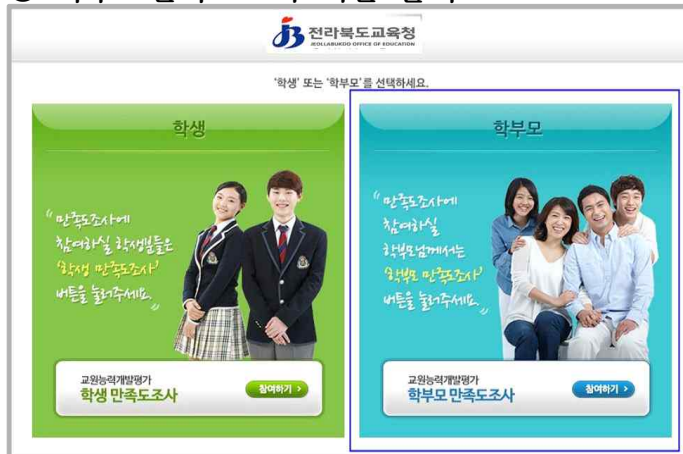 전라북도교육청
JEOLLABUKDO OFFICE OF EDUCATION
'학생' 또는 '학부모'를 선택하세요.
학생
"만족도조사에
참여하실 학생분들은
'학생 만족도조사'
버튼을 눌러주세요."
교원능력개발평가
학생 만족도조사
참여하기 >
학부모
"만족도조사에
참여하실
학부모님께서는
'학부모 만족도조사'
버튼을 눌러주세요."
교원능력개발평가
학부모 만족도조사
참여하기 >